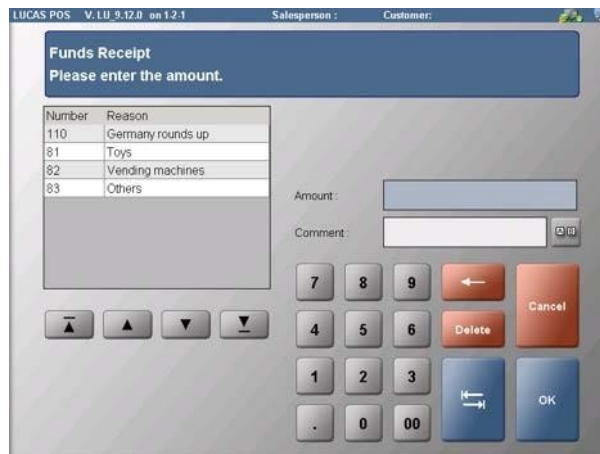 LUCAS POS V. LU_9.12.0 on 1-2-1 Salesperson : Customer:
Funds Receipt
Please enter the amount.
Number Reason
110 Germany rounds up
81 Toys
82 Vending machines
83 Others
Amount :
Comment :
7 8 9
Cancel
4 5 6 Delete
1 2 3
OK
. 0 00